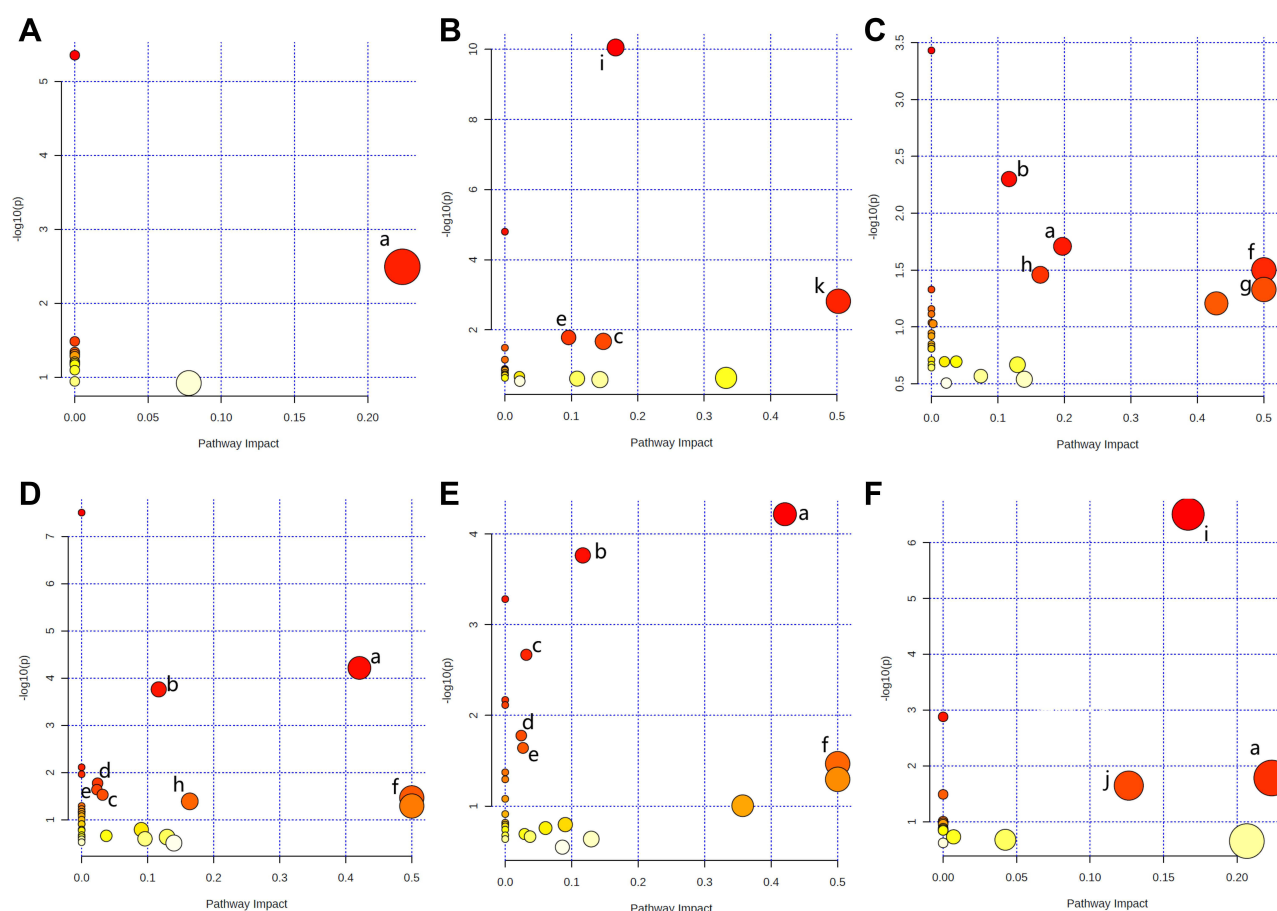 A
-log10(p)
5
4
3
2
1
a
0.00 0.05 0.10 0.15 0.20
Pathway Impact
B
-log10(p)
10
8
6
4
2
i
k
e
c
0.0 0.1 0.2 0.3 0.4 0.5
Pathway Impact
C
-log10(p)
3.5
3.0
2.5
2.0
1.5
1.0
0.5
b
a
h
f
g
0.0 0.1 0.2 0.3 0.4 0.5
Pathway Impact
D
-log10(p)
7
6
5
4
3
2
1
a
b
d
e
c
h
f
0.0 0.1 0.2 0.3 0.4 0.5
Pathway Impact
E
-log10(p)
4
3
2
1
a
b
c
d
e
f
0.0 0.1 0.2 0.3 0.4 0.5
Pathway Impact
F
-log10(p)
6
5
4
3
2
1
i
a
j
0.00 0.05 0.10 0.15 0.20
Pathway Impact